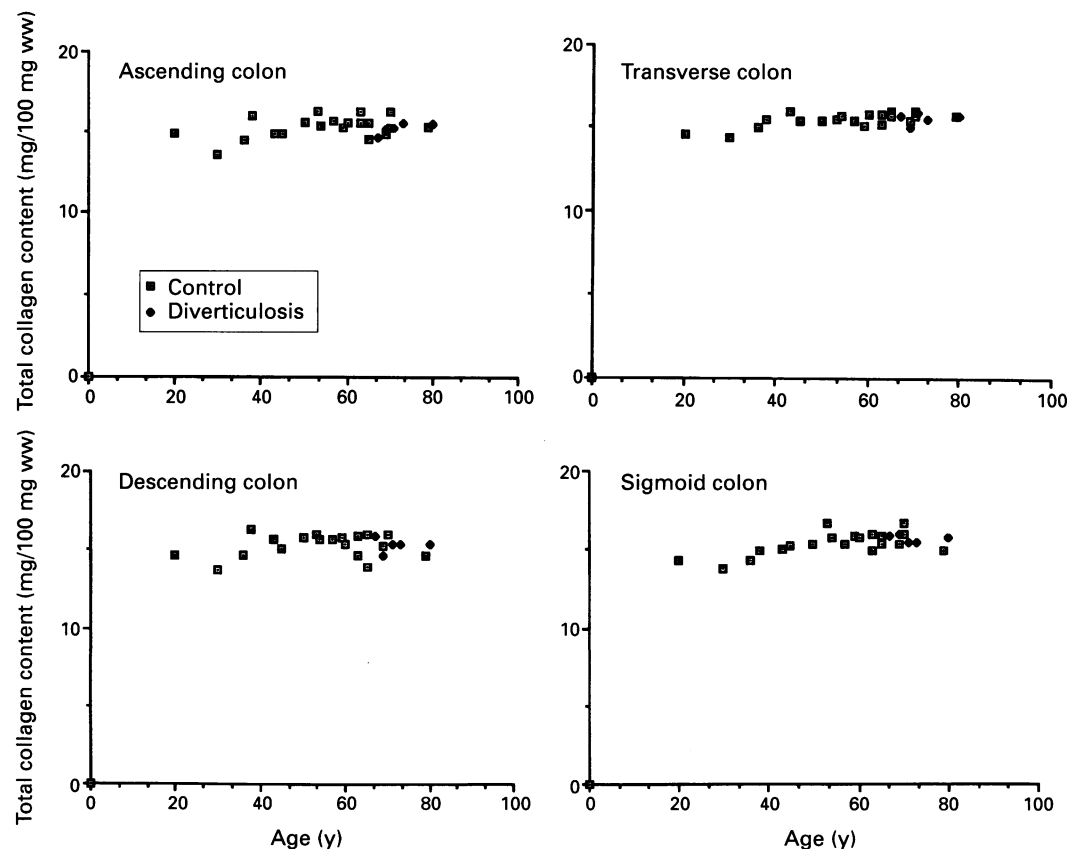 Total collagen content (mg/100 mg ww)
20
10
0
Ascending colon
Control
Diverticulosis
0 20 40 60 80 100
20
10
0
Transverse colon
0 20 40 60 80 100
Total collagen content (mg/100 mg ww)
20
10
0
Descending colon
0 20 40 60 80 100
Age (y)
20
10
0
Sigmoid colon
0 20 40 60 80 100
Age (y)